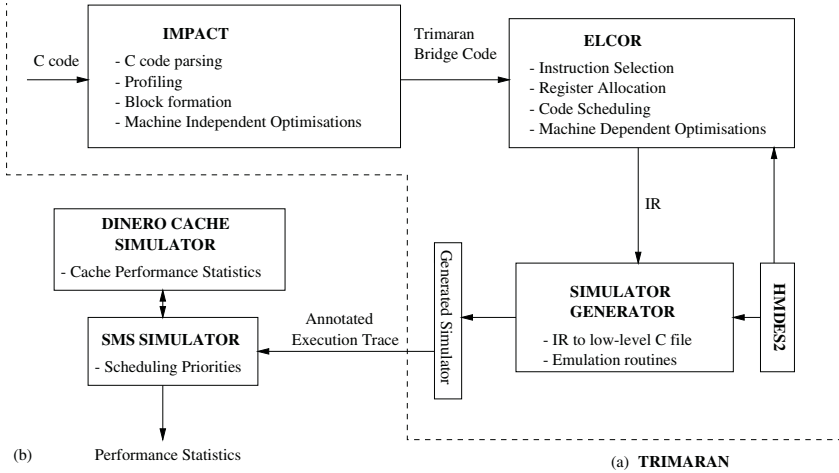 IMPACT
- C code parsing
- Profiling
- Block formation
- Machine Independent Optimisations
C code
Trimaran
Bridge Code
ELCOR
- Instruction Selection
- Register Allocation
- Code Scheduling
- Machine Dependent Optimisations
IR
DINERO CACHE
SIMULATOR
- Cache Performance Statistics
SMS SIMULATOR
- Scheduling Priorities
Annotated
Execution Trace
Generated Simulator
SIMULATOR
GENERATOR
- IR to low-level C file
- Emulation routines
HMDES2
Performance Statistics
(b)
(a) TRIMARAN